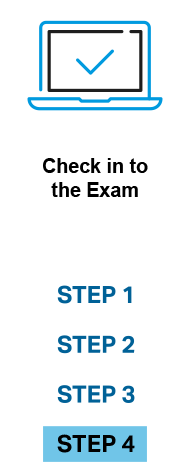 Check in to
the Exam
STEP 1
STEP 2
STEP 3
STEP 4